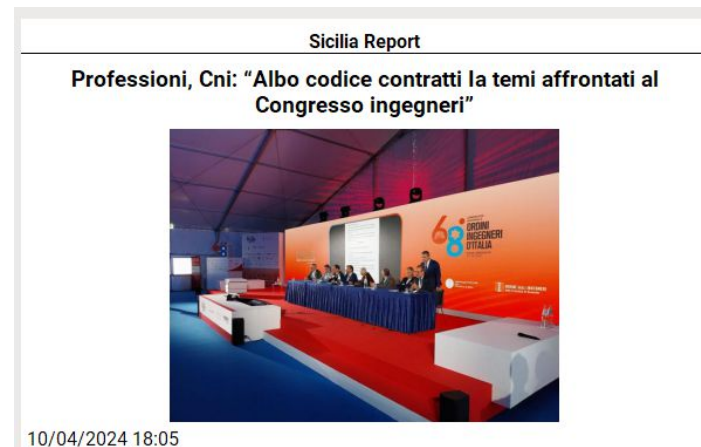 Sicilia Report
Professioni, Cni: “Albo codice contratti Ia temi affrontati al
Congresso ingegneri”
68°
ORDINI
INGEGNERI
D'ITALIA
10/04/2024 18:05